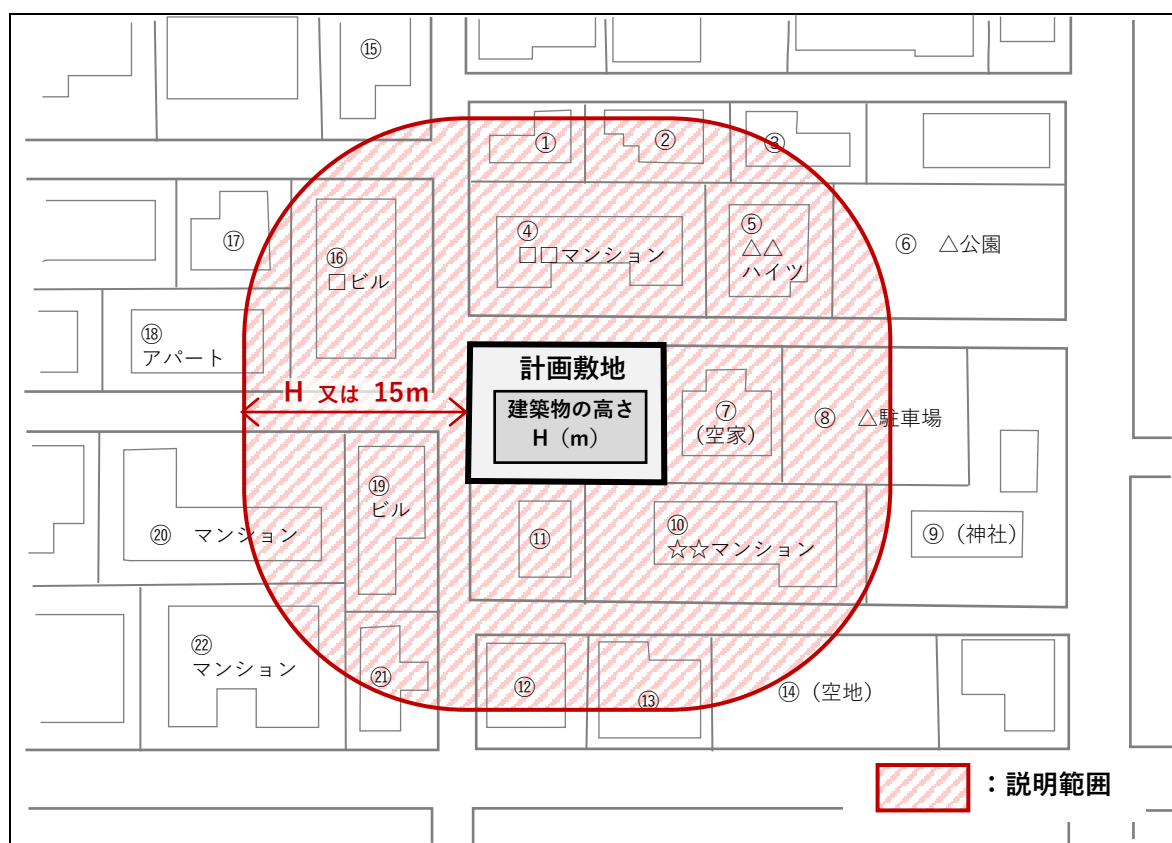 ⑮
①
②
③
④
□□マンション
⑤
△△
ハイツ
⑥ △公園
⑰
⑯
□ビル
⑱
アパート
H 又は 15m
計画敷地
建築物の高さ
H（m）
⑦
（空家）
⑧ △駐車場
⑲
ビル
⑳ マンション
⑪
⑩
☆☆マンション
⑨（神社）
㉒
マンション
㉑
⑫
⑬
⑭（空地）
：説明範囲